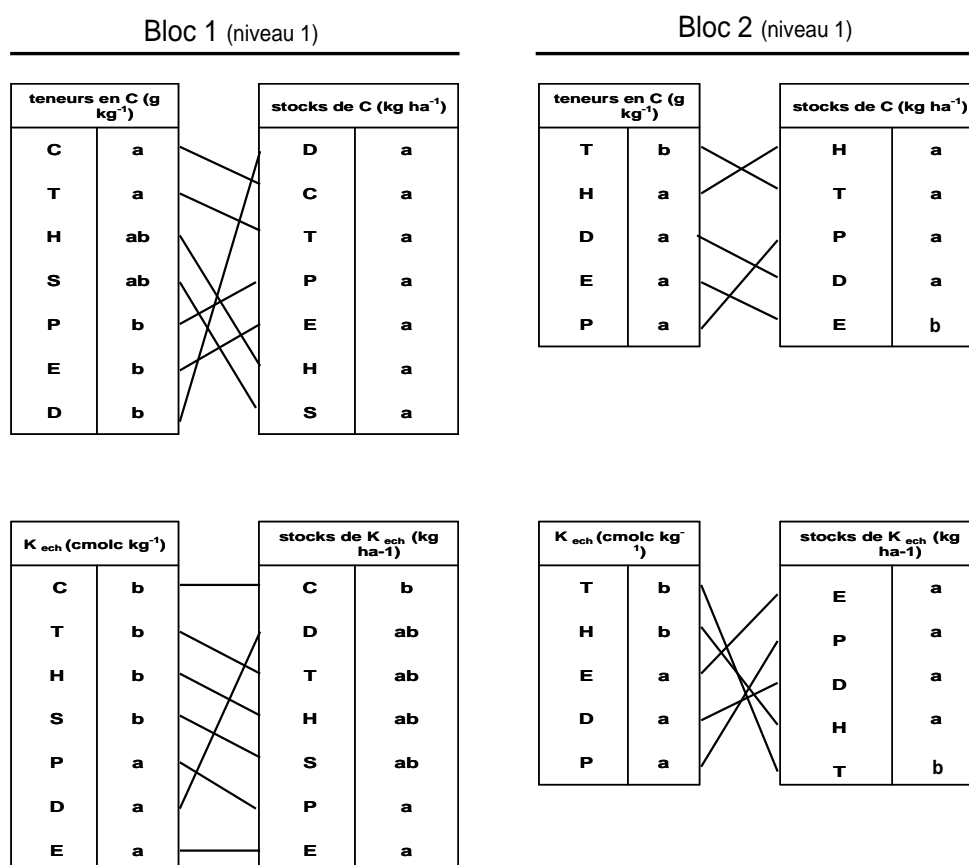 Bloc 1 (niveau 1)
teneurs en C (g
kg-1)
stocks de C (kg ha-1)
C a D a
T a C a
H ab T a
S ab P a
P b E a
E b H a
D b S a
Bloc 2 (niveau 1)
teneurs en C (g
kg-1)
stocks de C (kg ha-1)
T b H a
H a T a
D a P a
E a D a
P a E b
K ech (cmolc kg-1)
stocks de K ech (kg
ha-1)
C b C b
T b D ab
H b T ab
S b H ab
P a S ab
D a P a
E a E a
K ech (cmolc kg-
1)
stocks de K ech (kg
ha-1)
T b E a
H b P a
E a D a
D a H a
P a T b